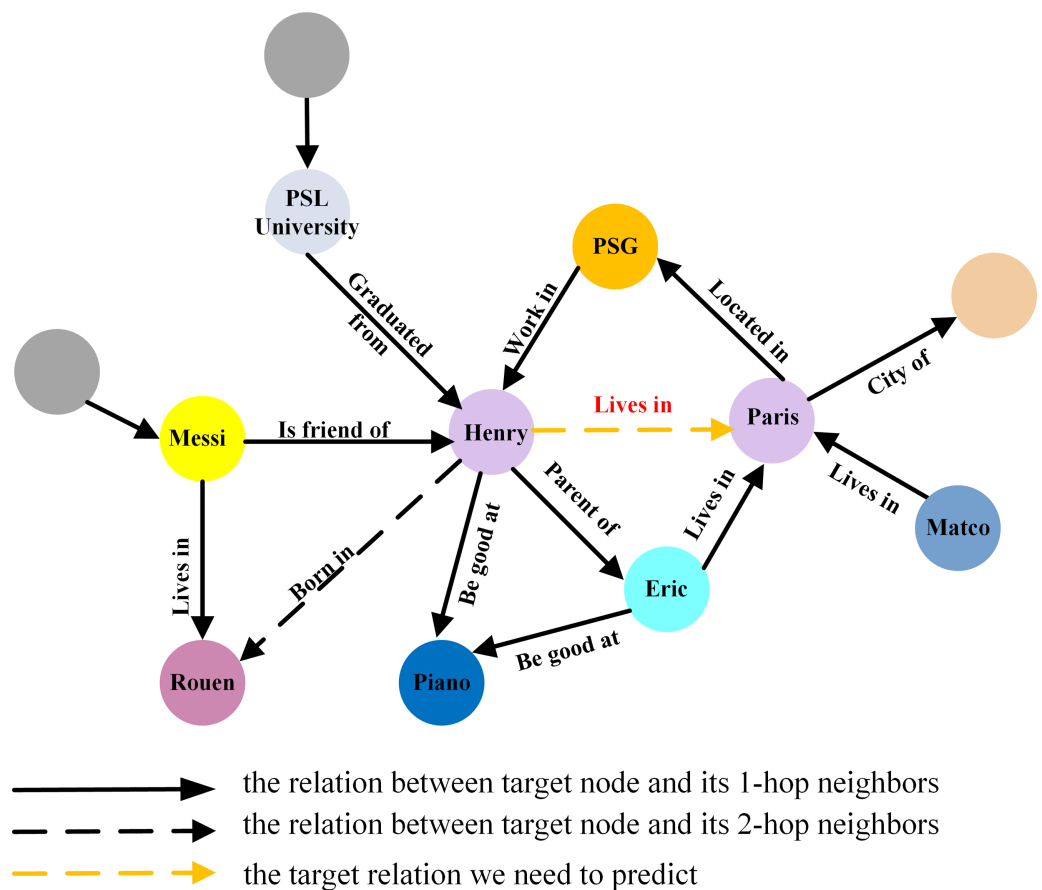 PSL
University
PSG
Graduated
from
Work in
Located in
City of
Messi
Is friend of
Henry
Lives in
Paris
Lives in
Born in
Be good at
Parent of
Lives in
Lives in
Matco
Eric
Be good at
Rouen
Piano
the relation between target node and its 1-hop neighbors
the relation between target node and its 2-hop neighbors
the target relation we need to predict